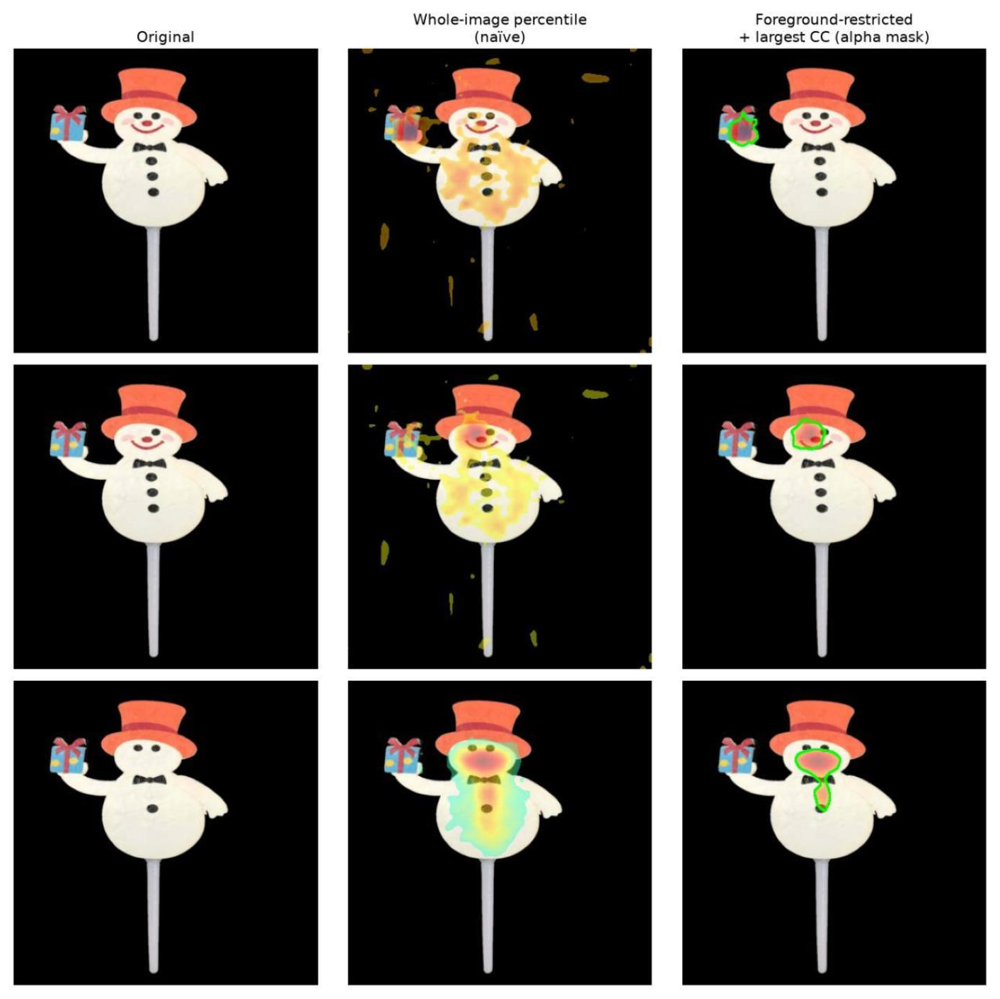 Original
Whole-image percentile
(naïve)
Foreground-restricted
+ largest CC (alpha mask)